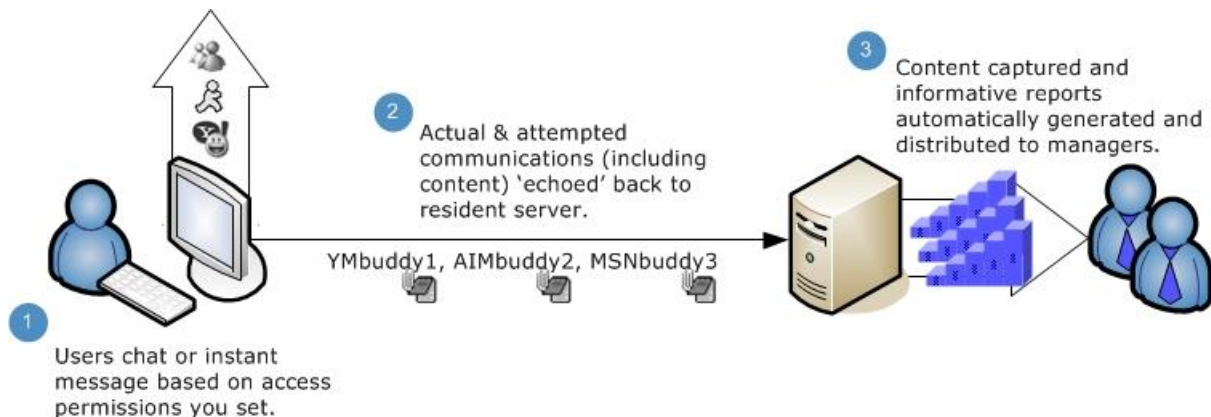 1
Users chat or instant
message based on access
permissions you set.
2
Actual & attempted
communications (including
content) ‘echoed’ back to
resident server.
YMbuddy1, AIMbuddy2, MSNbuddy3
3
Content captured and
informative reports
automatically generated and
distributed to managers.